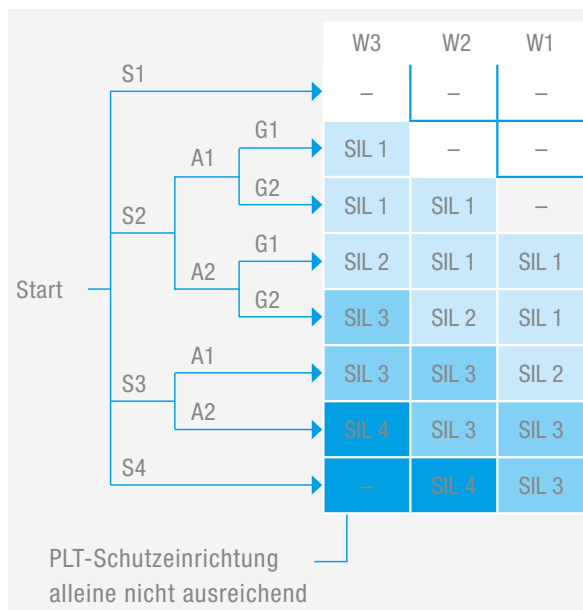 W3 W2 W1
S1 – – –
G1
A1 SIL 1 – –
G2
S2 SIL 1 SIL 1 –
G1
A2 SIL 2 SIL 1 SIL 1
Start G2
SIL 3 SIL 2 SIL 1
A1
S3 SIL 3 SIL 3 SIL 2
A2
SIL 4 SIL 3 SIL 3
S4
– SIL 4 SIL 3
PLT-Schutzeinrichtung
alleine nicht ausreichend